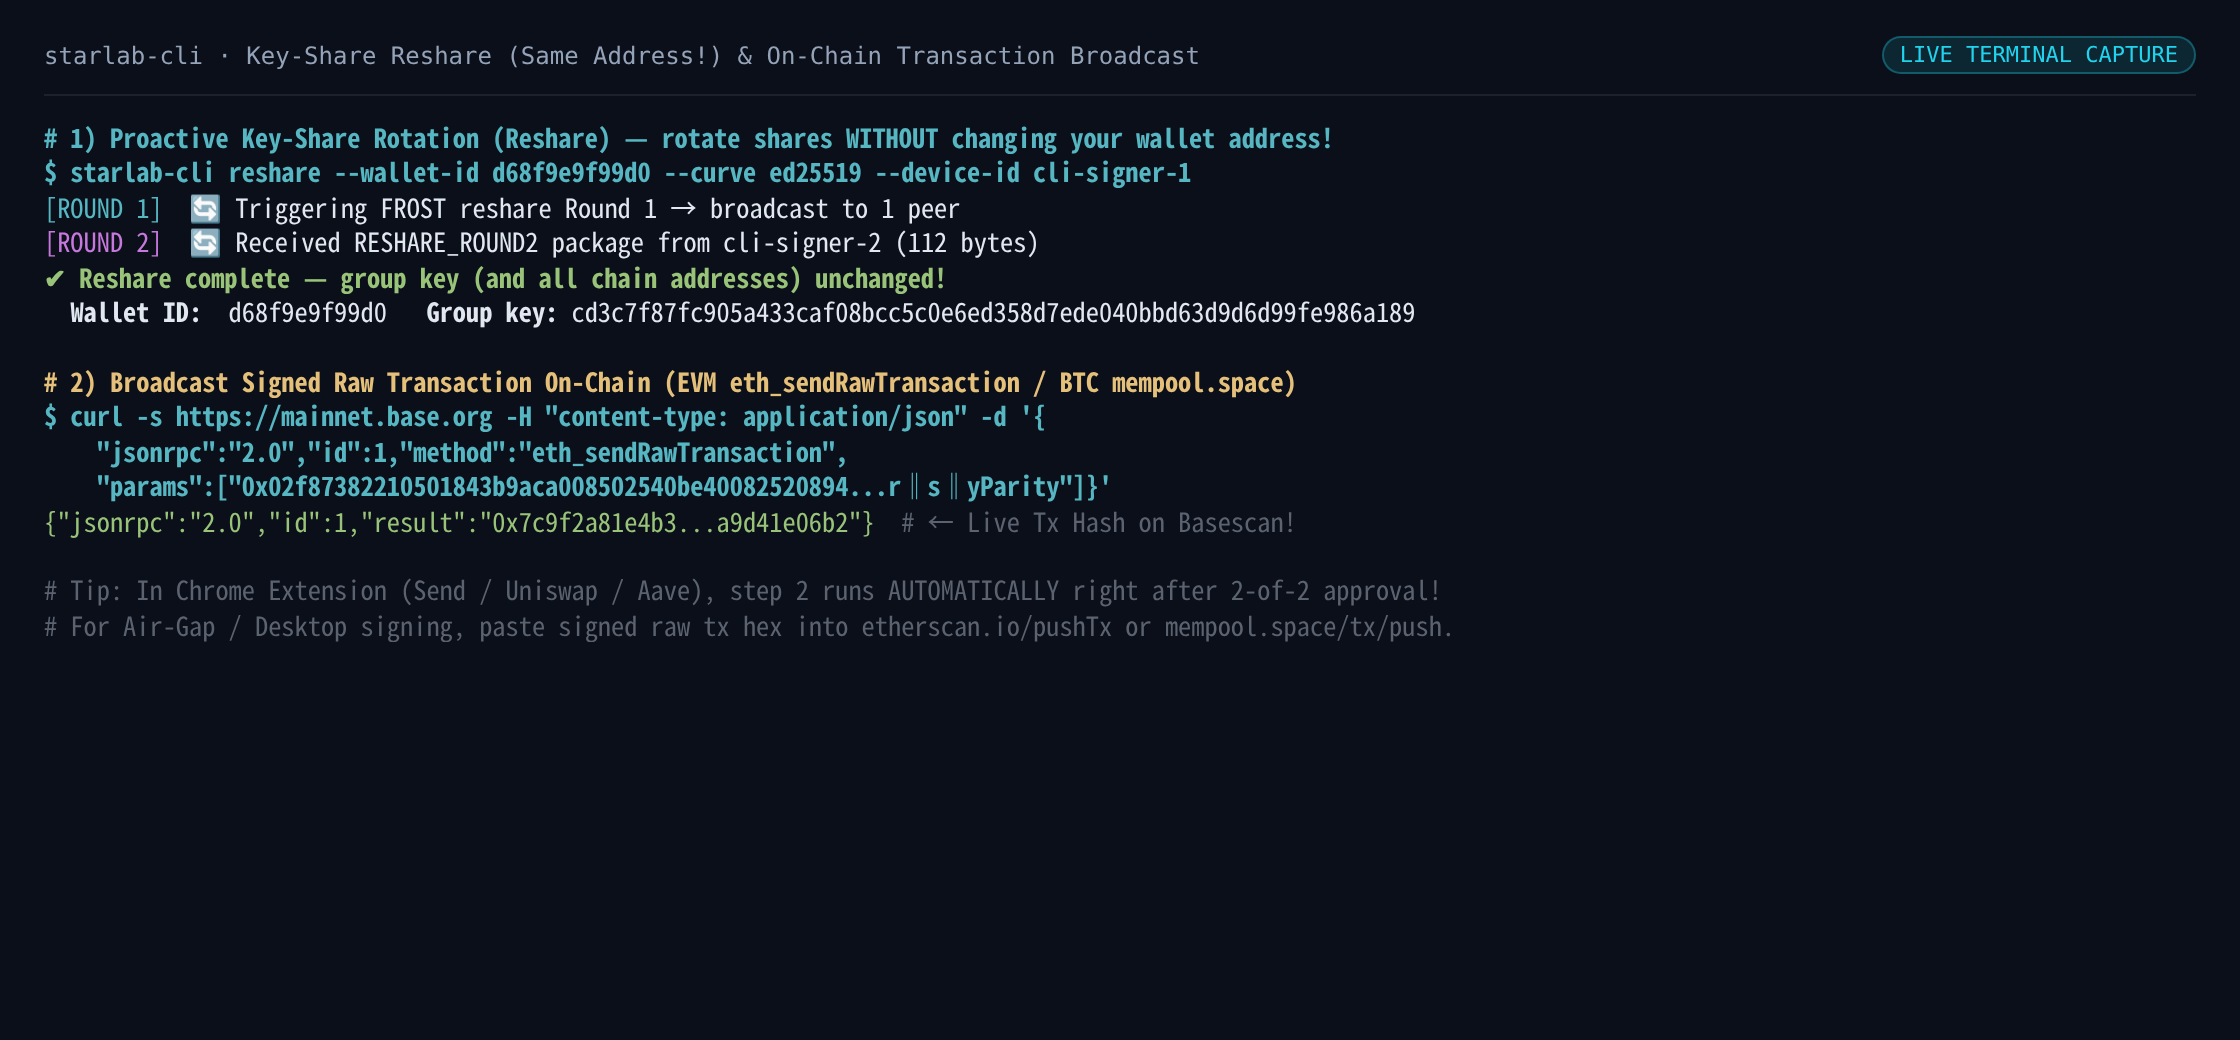 starlab-cli · Key-Share Reshare (Same Address!) & On-Chain Transaction Broadcast
LIVE TERMINAL CAPTURE
# 1) Proactive Key-Share Rotation (Reshare) — rotate shares WITHOUT changing your wallet address!
$ starlab-cli reshare --wallet-id d68f9e9f99d0 --curve ed25519 --device-id cli-signer-1
[ROUND 1] 🔄 Triggering FROST reshare Round 1 → broadcast to 1 peer
[ROUND 2] 🔄 Received RESHARE_ROUND2 package from cli-signer-2 (112 bytes)
✔ Reshare complete — group key (and all chain addresses) unchanged!
Wallet ID: d68f9e9f99d0 Group key: cd3c7f87fc905a433caf08bcc5c0e6ed358d7ede040bbd63d9d6d99fe986a189
# 2) Broadcast Signed Raw Transaction On-Chain (EVM eth_sendRawTransaction / BTC mempool.space)
$ curl -s https://mainnet.base.org -H "content-type: application/json" -d '{
"jsonrpc":"2.0","id":1,"method":"eth_sendRawTransaction",
"params":["0x02f87382210501843b9aca008502540be40082520894...r‖s‖yParity"]}'
{"jsonrpc":"2.0","id":1,"result":"0x7c9f2a81e4b3...a9d41e06b2"} # ← Live Tx Hash on Basescan!
# Tip: In Chrome Extension (Send / Uniswap / Aave), step 2 runs AUTOMATICALLY right after 2-of-2 approval!
# For Air-Gap / Desktop signing, paste signed raw tx hex into etherscan.io/pushTx or mempool.space/tx/push.